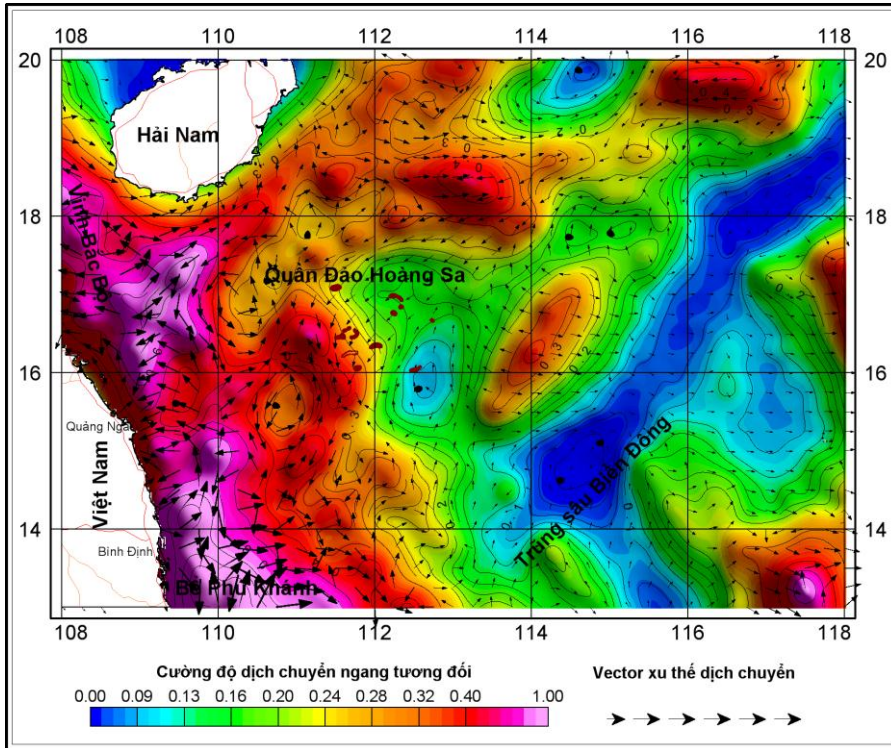 108 110 112 114 116 118
20 20
Hải Nam
18 18
Vịnh Bắc Bộ
Quần Đảo Hoàng Sa
16 16
Quảng Ngãi
Việt Nam
Trũng sâu Biển Đông
14 14
Bình Định
Bể Phú Khánh
108 110 112 114 116 118
Cường độ dịch chuyển ngang tương đối
Vector xu thế dịch chuyển
0.00 0.09 0.13 0.16 0.20 0.24 0.28 0.32 0.40 1.00